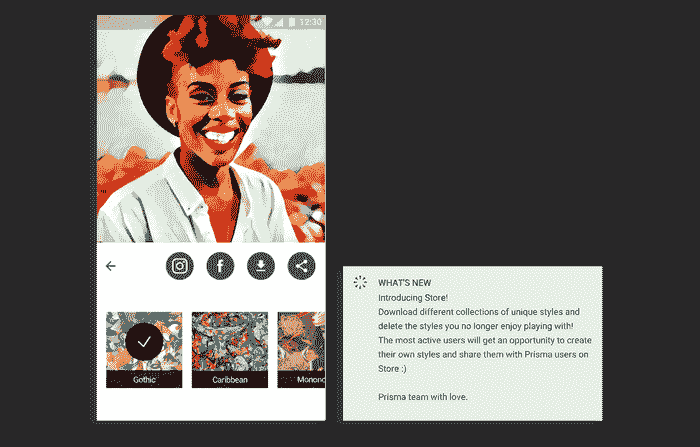 12:30
Gothic
Caribbean
WHAT'S NEW
Introducing Store!
Download different collections of unique styles and
delete the styles you no longer enjoy playing with!
The most active users will get an opportunity to create
their own styles and share them with Prisma users on
Store :)
Prisma team with love.